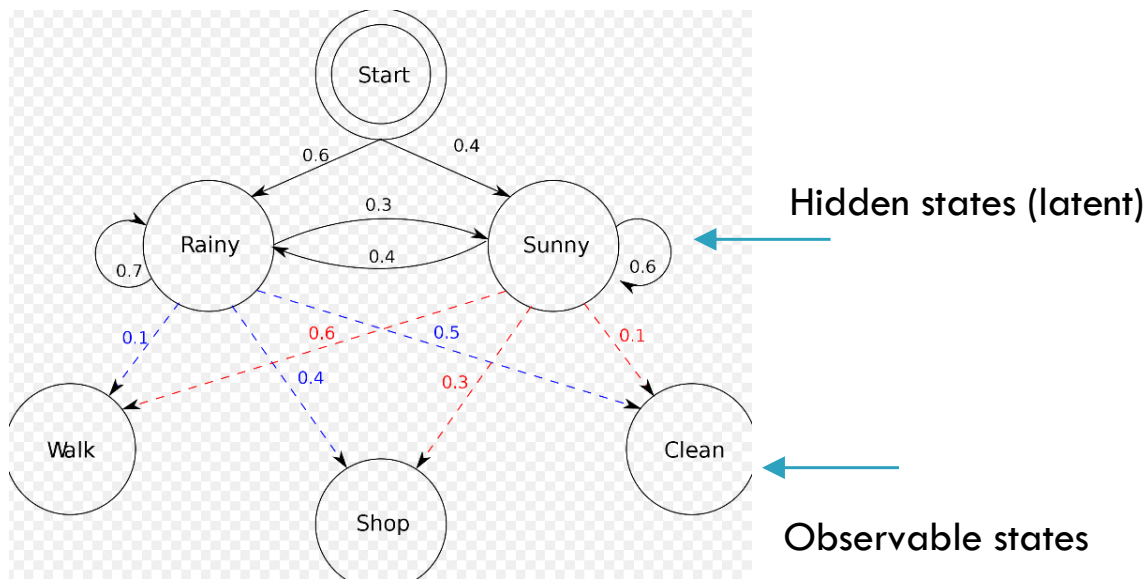 Start
0.6
0.4
Hidden states (latent)
0.3
Rainy
Sunny
0.4
0.7
0.6
0.1
0.6
0.5
0.1
0.4
0.3
Walk
Clean
Shop
Observable states